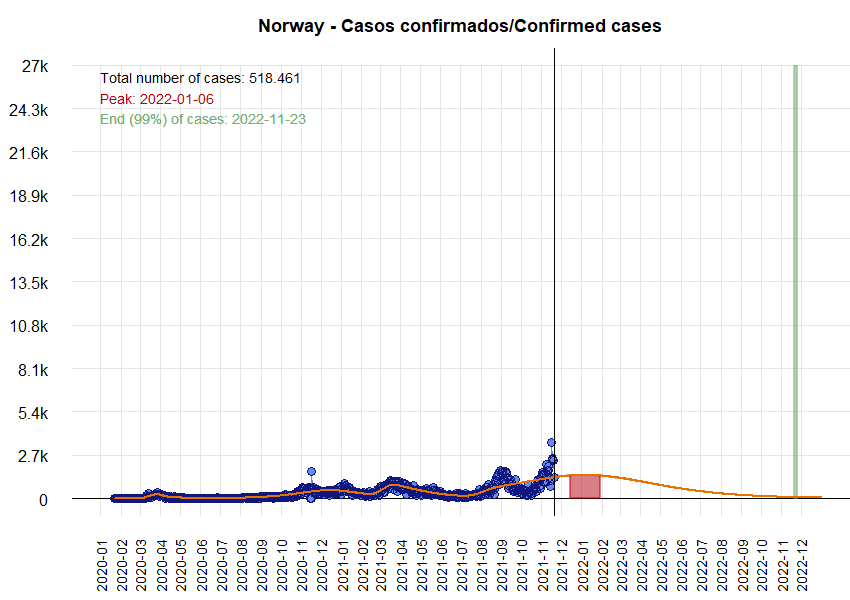 Norway - Casos confirmados/Confirmed cases
27k
24.3k
21.6k
18.9k
16.2k
13.5k
10.8k
8.1k
5.4k
2.7k
0
Total number of cases: 518.461
Peak: 2022-01-06
End (99%) of cases: 2022-11-23
2020-01
2020-02
2020-03
2020-04
2020-05
2020-06
2020-07
2020-08
2020-09
2020-10
2020-11
2020-12
2021-01
2021-02
2021-03
2021-04
2021-05
2021-06
2021-07
2021-08
2021-09
2021-10
2021-11
2021-12
2022-01
2022-02
2022-03
2022-04
2022-05
2022-06
2022-07
2022-08
2022-09
2022-10
2022-11
2022-12